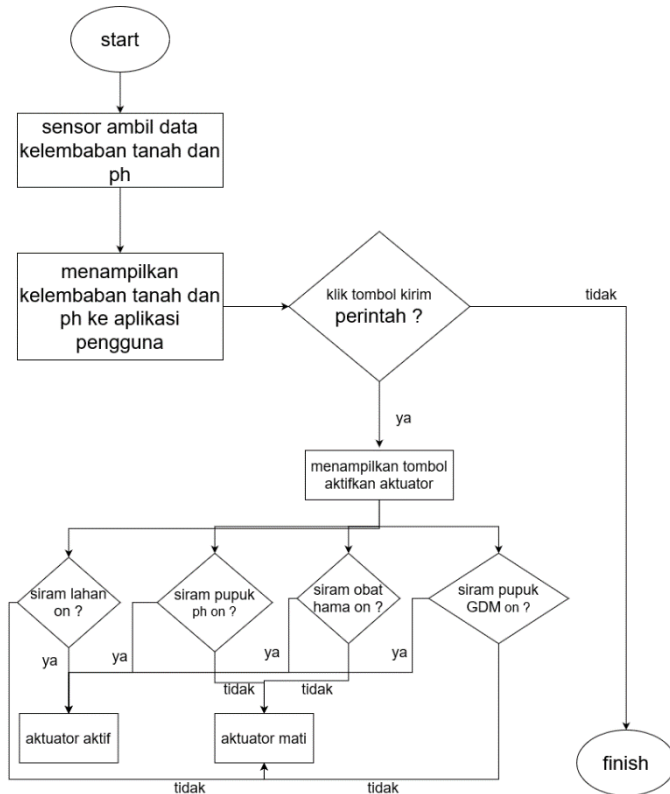 start
sensor ambil data
kelembaban tanah dan
ph
menampilkan
kelembaban tanah dan
ph ke aplikasi
pengguna
klik tombol kirim
perintah ?
tidak
ya
menampilkan tombol
aktifkan aktuator
siram lahan
on ?
siram pupuk
ph on ?
siram obat
hama on ?
siram pupuk
GDM on ?
ya
ya
ya
ya
tidak
tidak
aktuator aktif
aktuator mati
tidak
tidak
finish